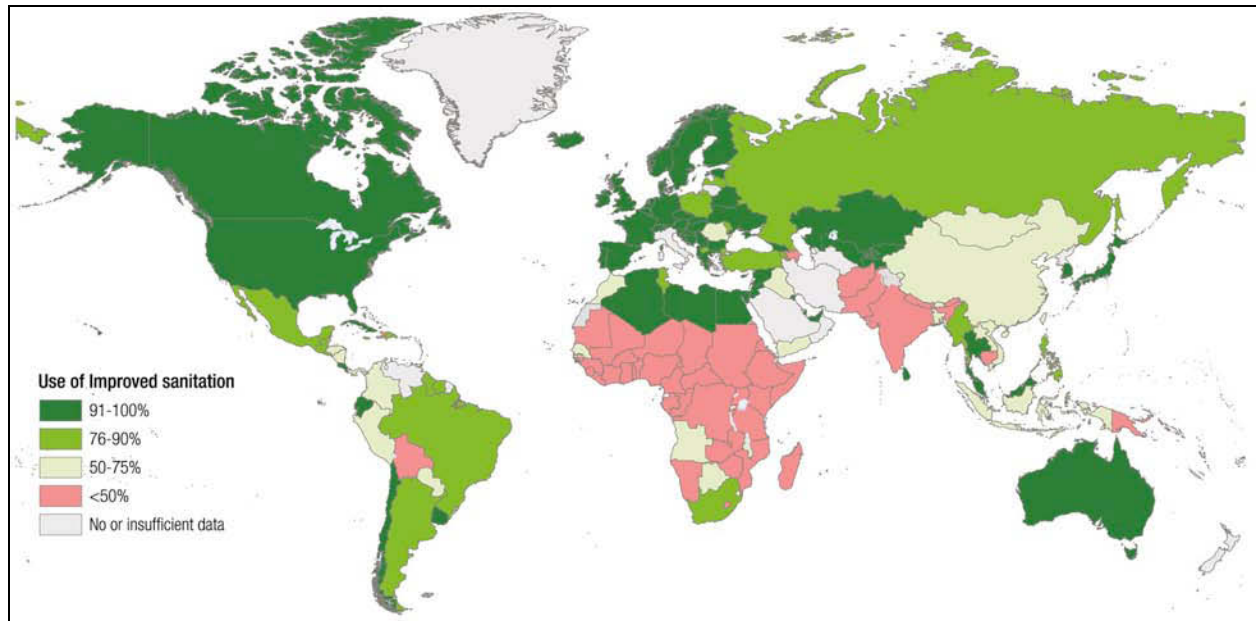 Use of Improved sanitation
91-100%
76-90%
50-75%
<50%
No or insufficient data